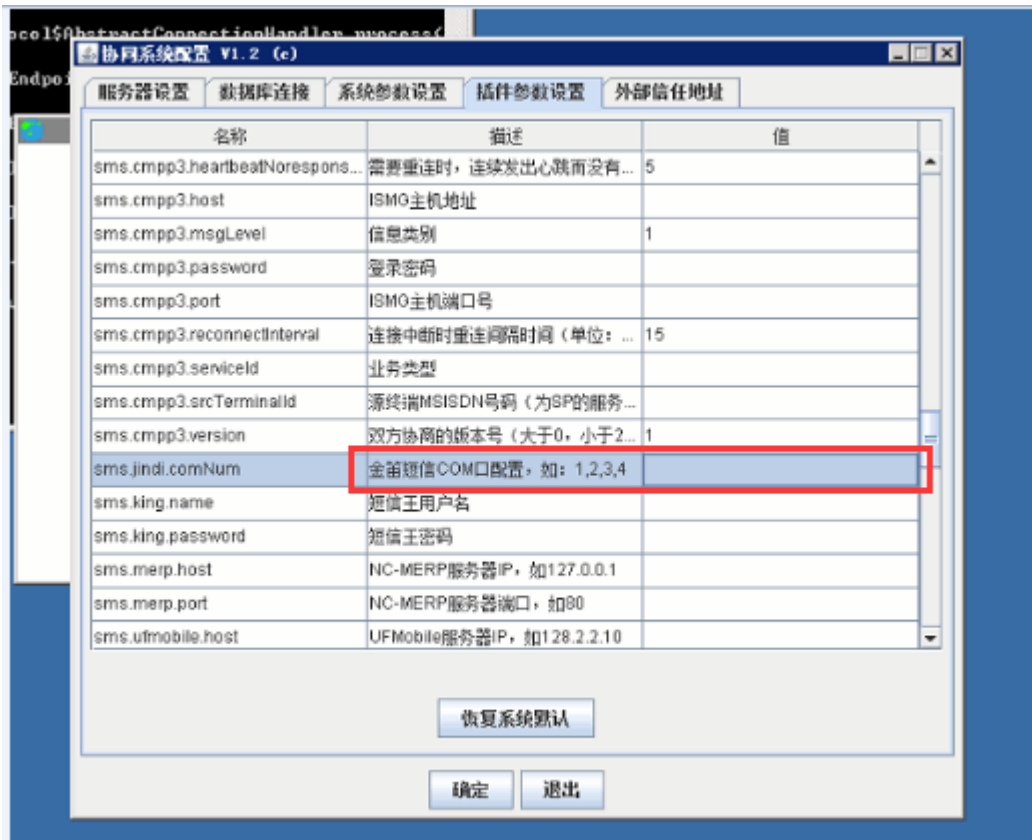 ocol$AbstractConnectionHandler.process(
协同系统配置 V1.2 (c)
Endpoi
服务器设置 数据库连接 系统参数设置 插件参数设置 外部信任地址
名称 描述 值
sms.cmpp3.heartbeatNorespons... 需要重连时，连续发出心跳而没有... 5
sms.cmpp3.host ISMG主机地址
sms.cmpp3.msgLevel 信息类别 1
sms.cmpp3.password 登录密码
sms.cmpp3.port ISMG主机端口号
sms.cmpp3.reconnectInterval 连接中断时重连间隔时间（单位：... 15
sms.cmpp3.serviceId 业务类型
sms.cmpp3.srcTerminalId 源终端MSISDN号码（为SP的服务...
sms.cmpp3.version 双方协商的版本号（大于0，小于2... 1
sms.jindi.comNum 金笛短信COM口配置，如：1,2,3,4
sms.king.name 短信王用户名
sms.king.password 短信王密码
sms.merp.host NC-MERP服务器IP，如127.0.0.1
sms.merp.port NC-MERP服务器端口，如80
sms.ufmobile.host UFMobile服务器IP，如128.2.2.10
恢复系统默认
确定 退出